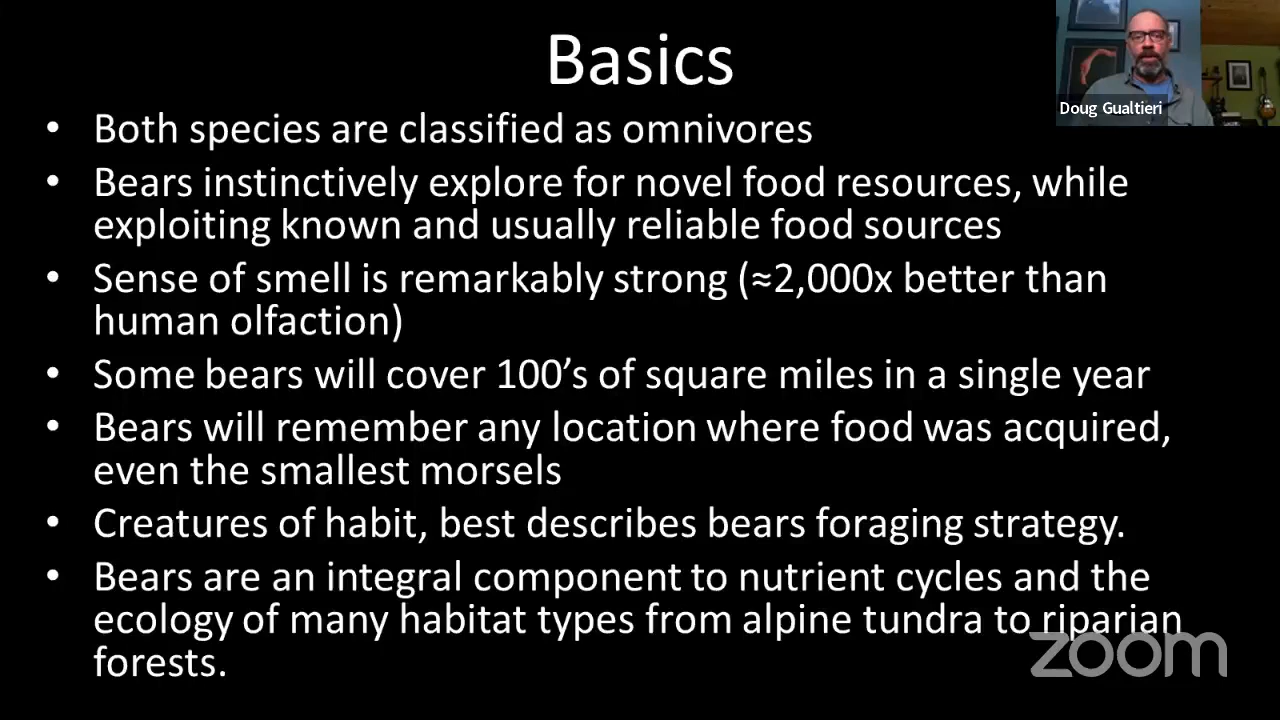 Basics
Doug Gualtieri
• Both species are classified as omnivores
• Bears instinctively explore for novel food resources, while
exploiting known and usually reliable food sources
• Sense of smell is remarkably strong (≈2,000x better than
human olfaction)
• Some bears will cover 100’s of square miles in a single year
• Bears will remember any location where food was acquired,
even the smallest morsels
• Creatures of habit, best describes bears foraging strategy.
• Bears are an integral component to nutrient cycles and the
ecology of many habitat types from alpine tundra to riparian
forests.
zoom